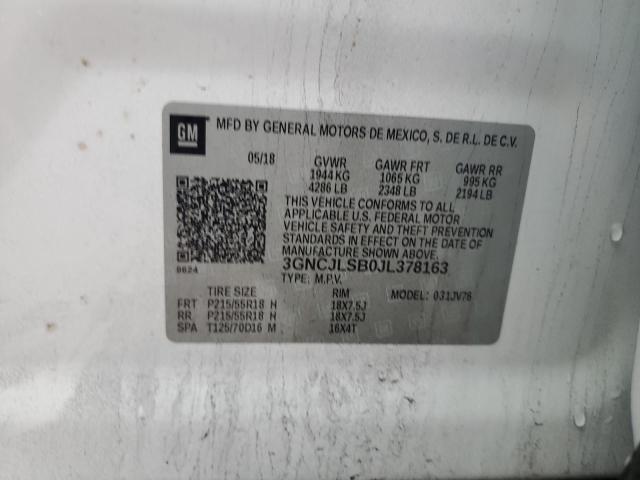 GM MFD BY GENERAL MOTORS DE MEXICO, S. DE R.L. DE C.V.
05/18 GVWR GAWR FRT GAWR RR
1944 KG 1065 KG 995 KG
4286 LB 2348 LB 2194 LB
THIS VEHICLE CONFORMS TO ALL
APPLICABLE U.S. FEDERAL MOTOR
VEHICLE SAFETY AND THEFT
PREVENTION STANDARDS IN EFFECT ON
THE DATE OF MANUFACTURE
SHOWN ABOVE.
3GNCJLSB0JL378163
TYPE: M.P.V.
9824
TIRE SIZE RIM MODEL: 031JV76
FRT P215/55R18 H 18X7.5J
RR P215/55R18 H 18X7.5J
SPA T125/70D16 M 16X4T